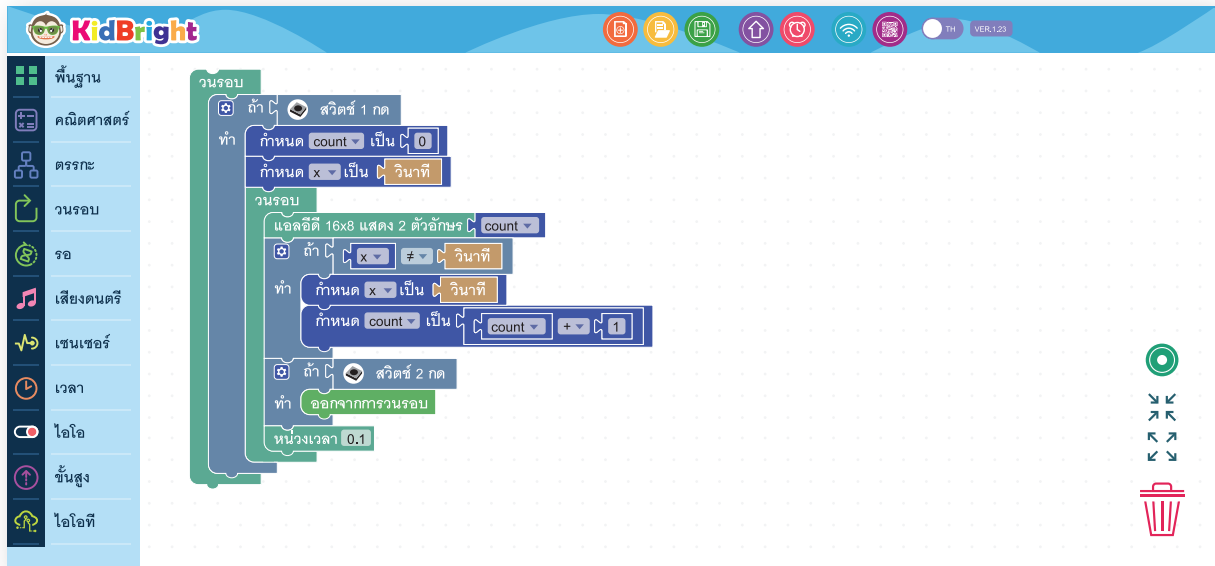 KidBright
TH
VER.1.23
พื้นฐาน
คณิตศาสตร์
ตรรกะ
วนรอบ
รอ
เสียงดนตรี
เซนเซอร์
เวลา
ไอโอ
ขั้นสูง
ไอโอที
วนรอบ
ถ้า สวิตซ์ 1 กด
ทำ กำหนด count เป็น 0
กำหนด x เป็น วินาที
วนรอบ
แอลอีดี 16x8 แสดง 2 ตัวอักษร count
ถ้า x ≠ วินาที
ทำ กำหนด x เป็น วินาที
กำหนด count เป็น count + 1
ถ้า สวิตซ์ 2 กด
ทำ ออกจากการวนรอบ
หน่วงเวลา 0.1